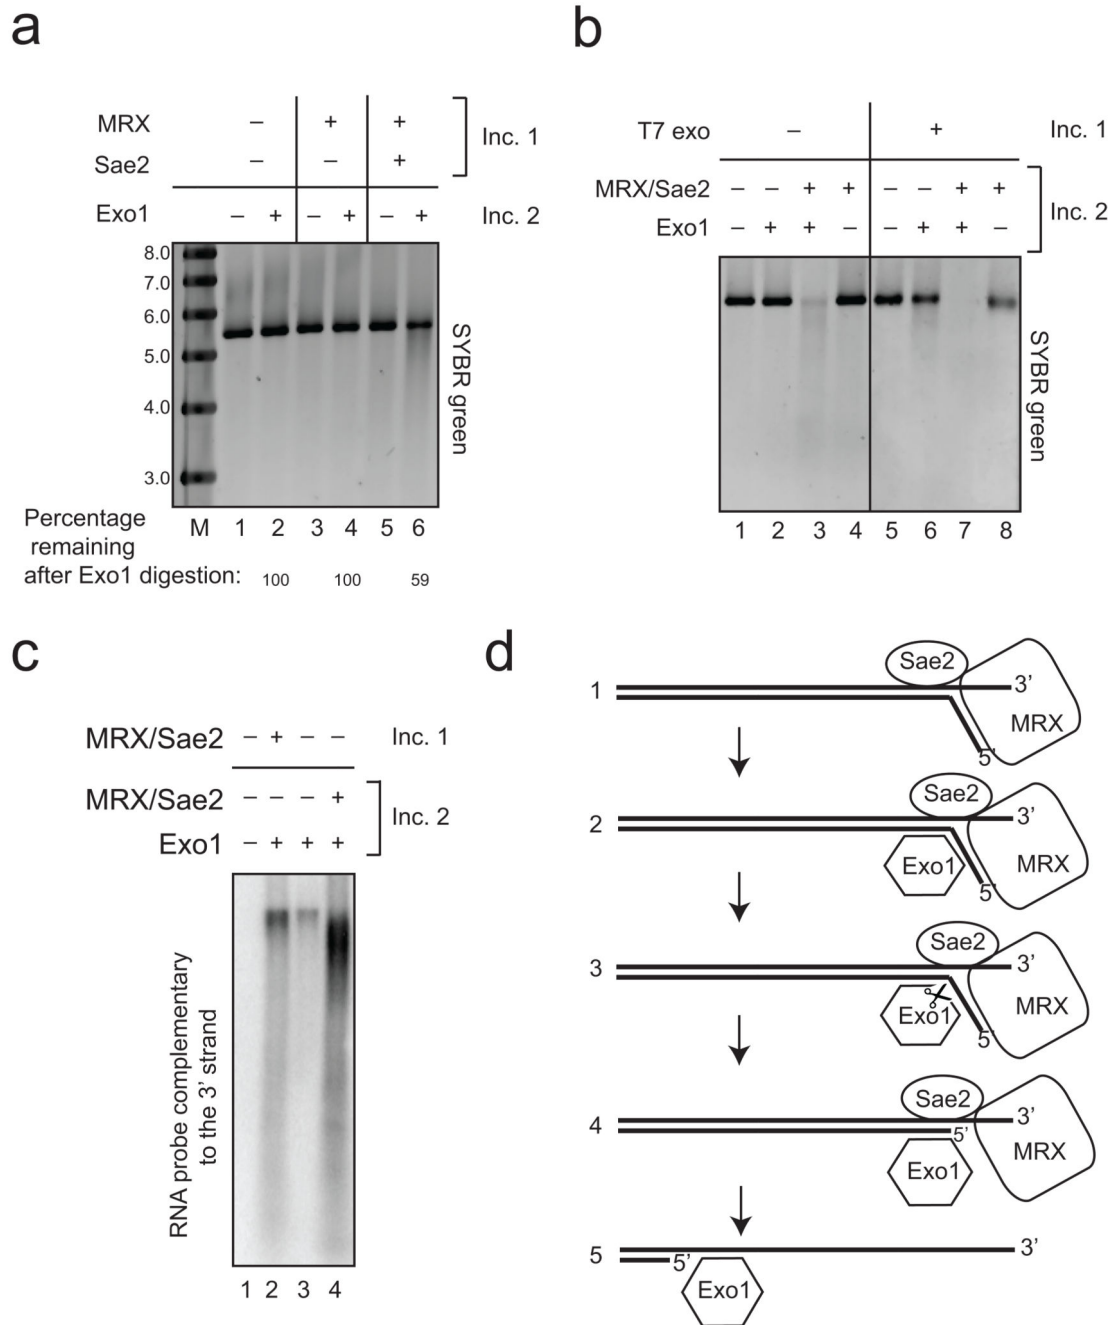 a
MRX – + +
Sae2 – – +
Inc. 1
Exo1 – + – + – +
Inc. 2
8.0
7.0
6.0
5.0
4.0
3.0
SYBR green
M 1 2 3 4 5 6
Percentage
remaining
after Exo1 digestion: 100 100 59
b
T7 exo – +
Inc. 1
MRX/Sae2 – – + + – – + +
Exo1 – + + – – + + –
Inc. 2
SYBR green
1 2 3 4 5 6 7 8
c
MRX/Sae2 – + – –
Inc. 1
MRX/Sae2 – – – +
Exo1 – + + +
Inc. 2
RNA probe complementary
to the 3' strand
1 2 3 4
d
1
Sae2
3'
MRX
5'
2
Sae2
3'
Exo1
MRX
5'
3
Sae2
3'
Exo1
MRX
5'
4
Sae2
3'
5'
MRX
Exo1
5
3'
5'
Exo1